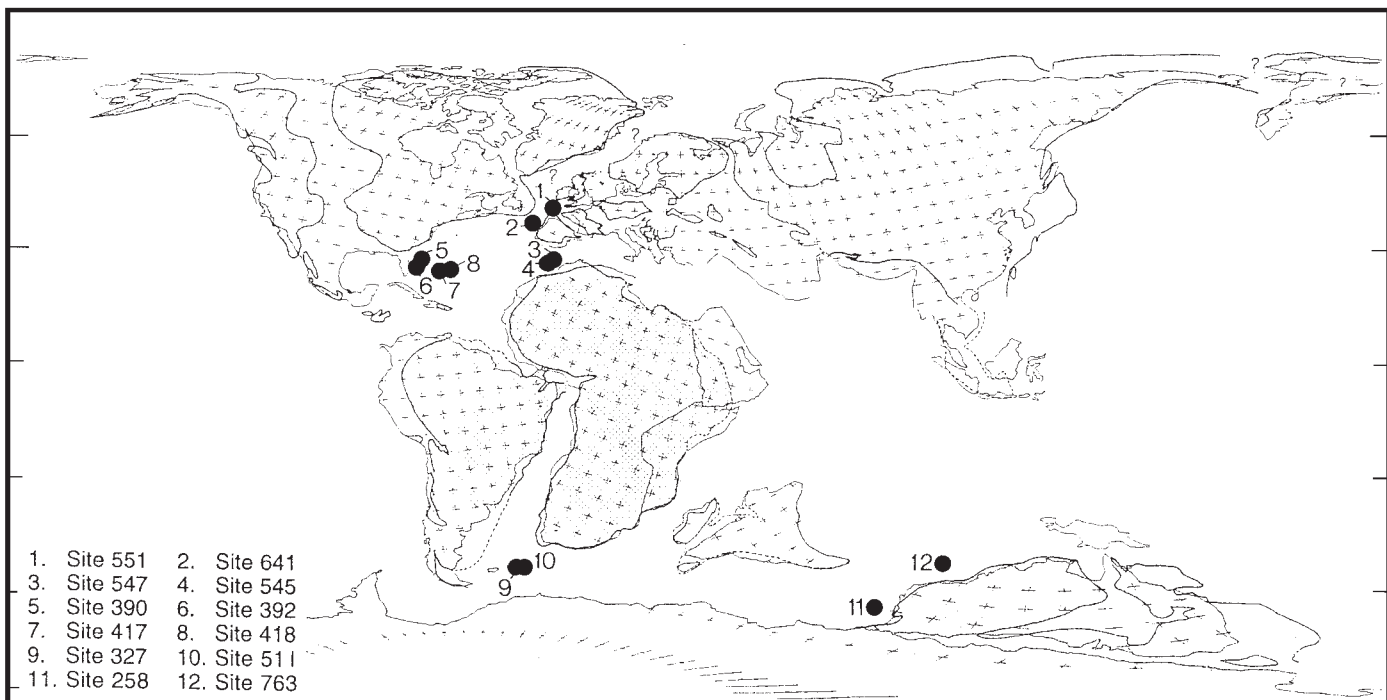 ?
?
?
1 ?
2
3
4
5
6
7
8
9
10
11
12
1. Site 551 2. Site 641
3. Site 547 4. Site 545
5. Site 390 6. Site 392
7. Site 417 8. Site 418
9. Site 327 10. Site 511
11. Site 258 12. Site 763